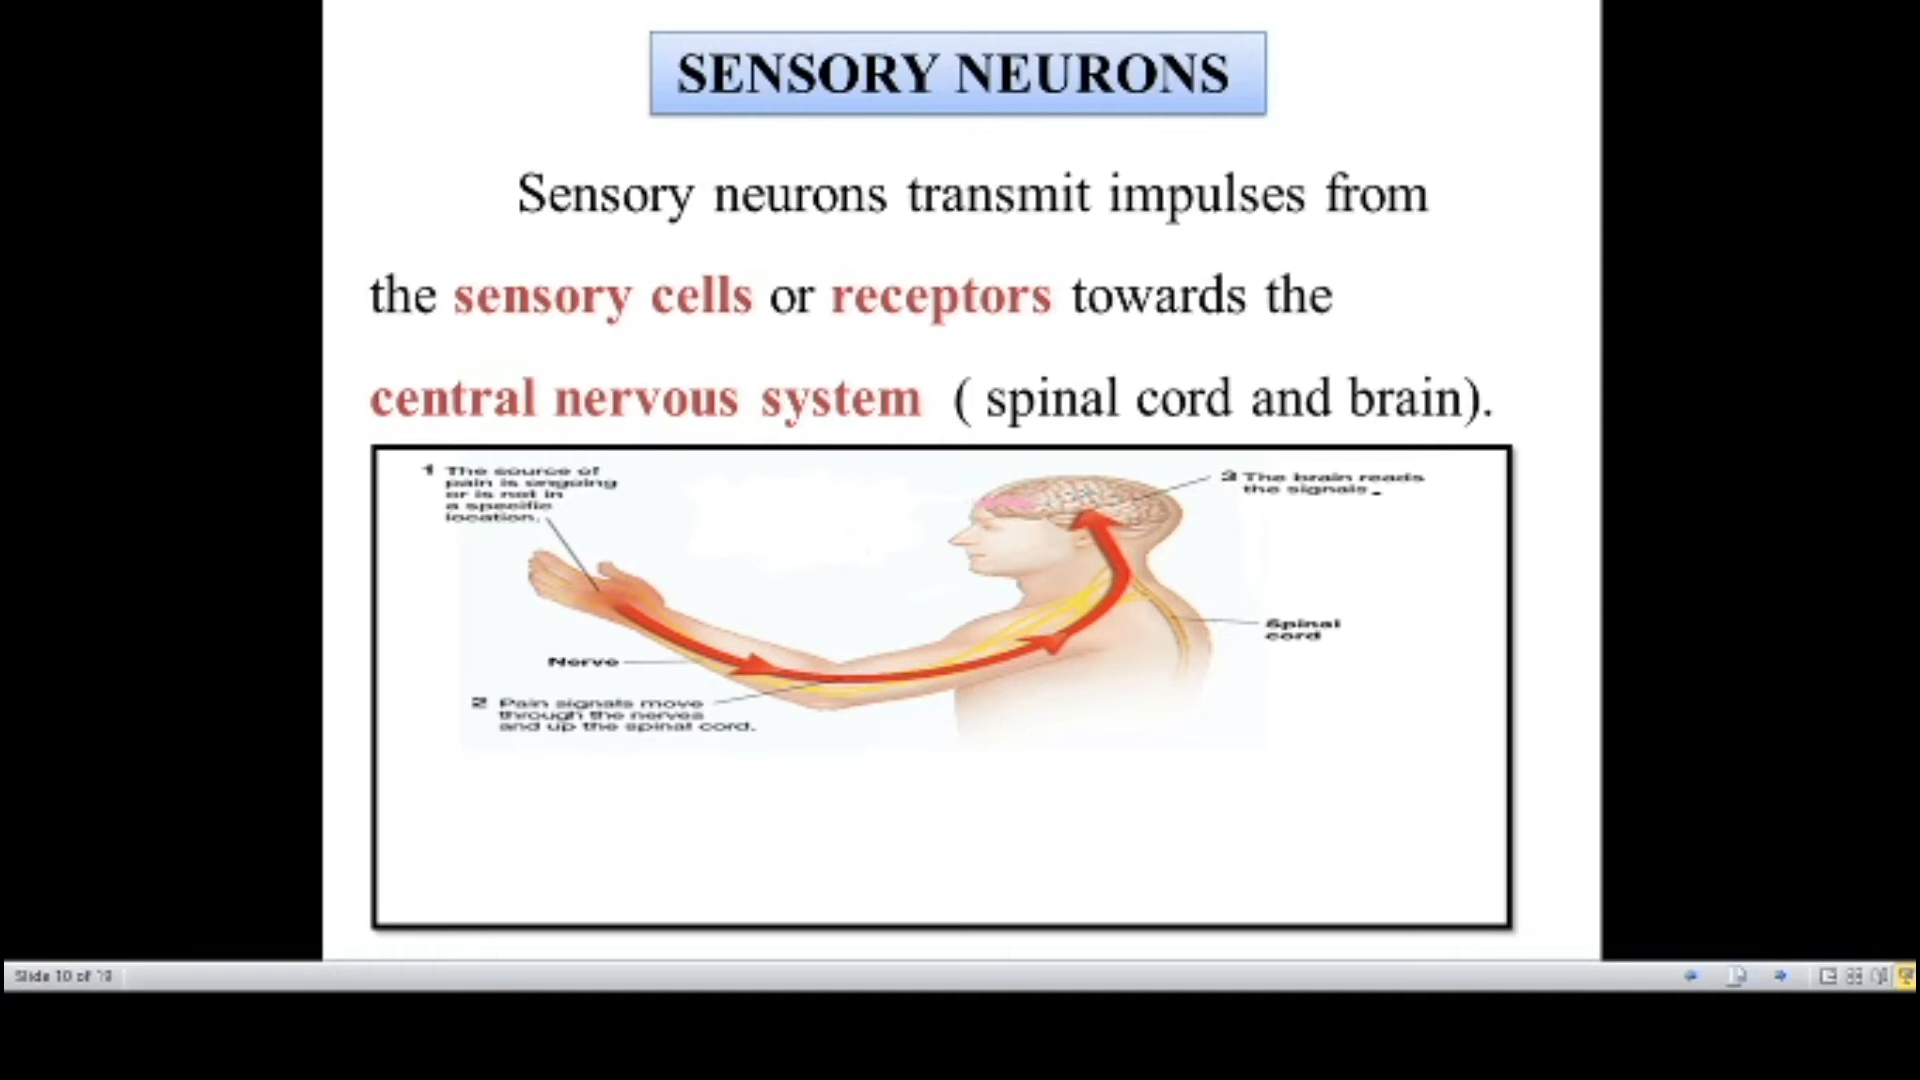 SENSORY NEURONS
Sensory neurons transmit impulses from
the sensory cells or receptors towards the
central nervous system ( spinal cord and brain).
1 The source of
pain is ongoing
or is not in
a specific
location.
3 The brain reads
the signals.
Spinal
cord
Nerve
2 Pain signals move
through the nerves
and up the spinal cord.
Slide 10 of 19